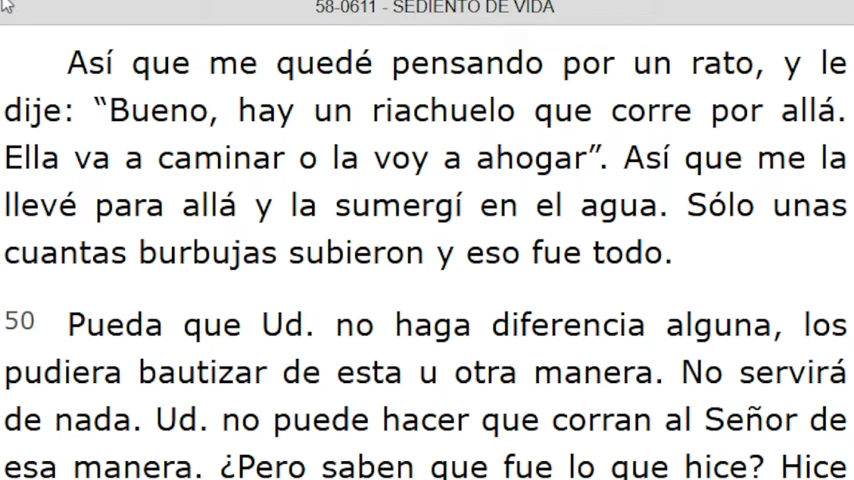 58-0611 - SEDIENTO DE VIDA
Así que me quedé pensando por un rato, y le
dije: “Bueno, hay un riachuelo que corre por allá.
Ella va a caminar o la voy a ahogar”. Así que me la
llevé para allá y la sumergí en el agua. Sólo unas
cuantas burbujas subieron y eso fue todo.
50 Pueda que Ud. no haga diferencia alguna, los
pudiera bautizar de esta u otra manera. No servirá
de nada. Ud. no puede hacer que corran al Señor de
esa manera. ¿Pero saben que fue lo que hice? Hice